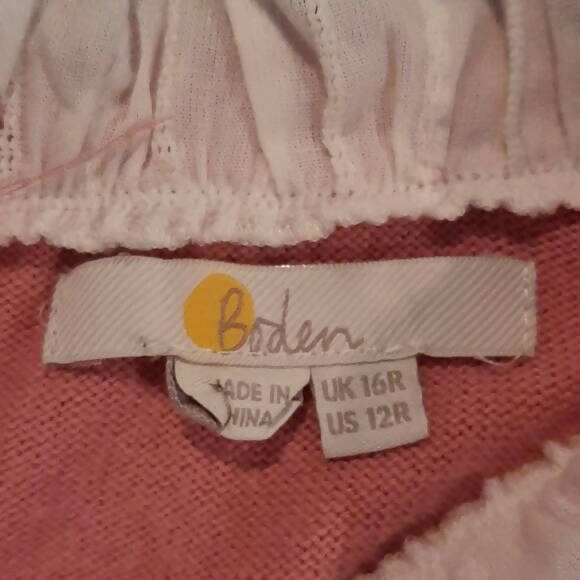 Boden
ADE IN
HINA
UK 16R
US 12R